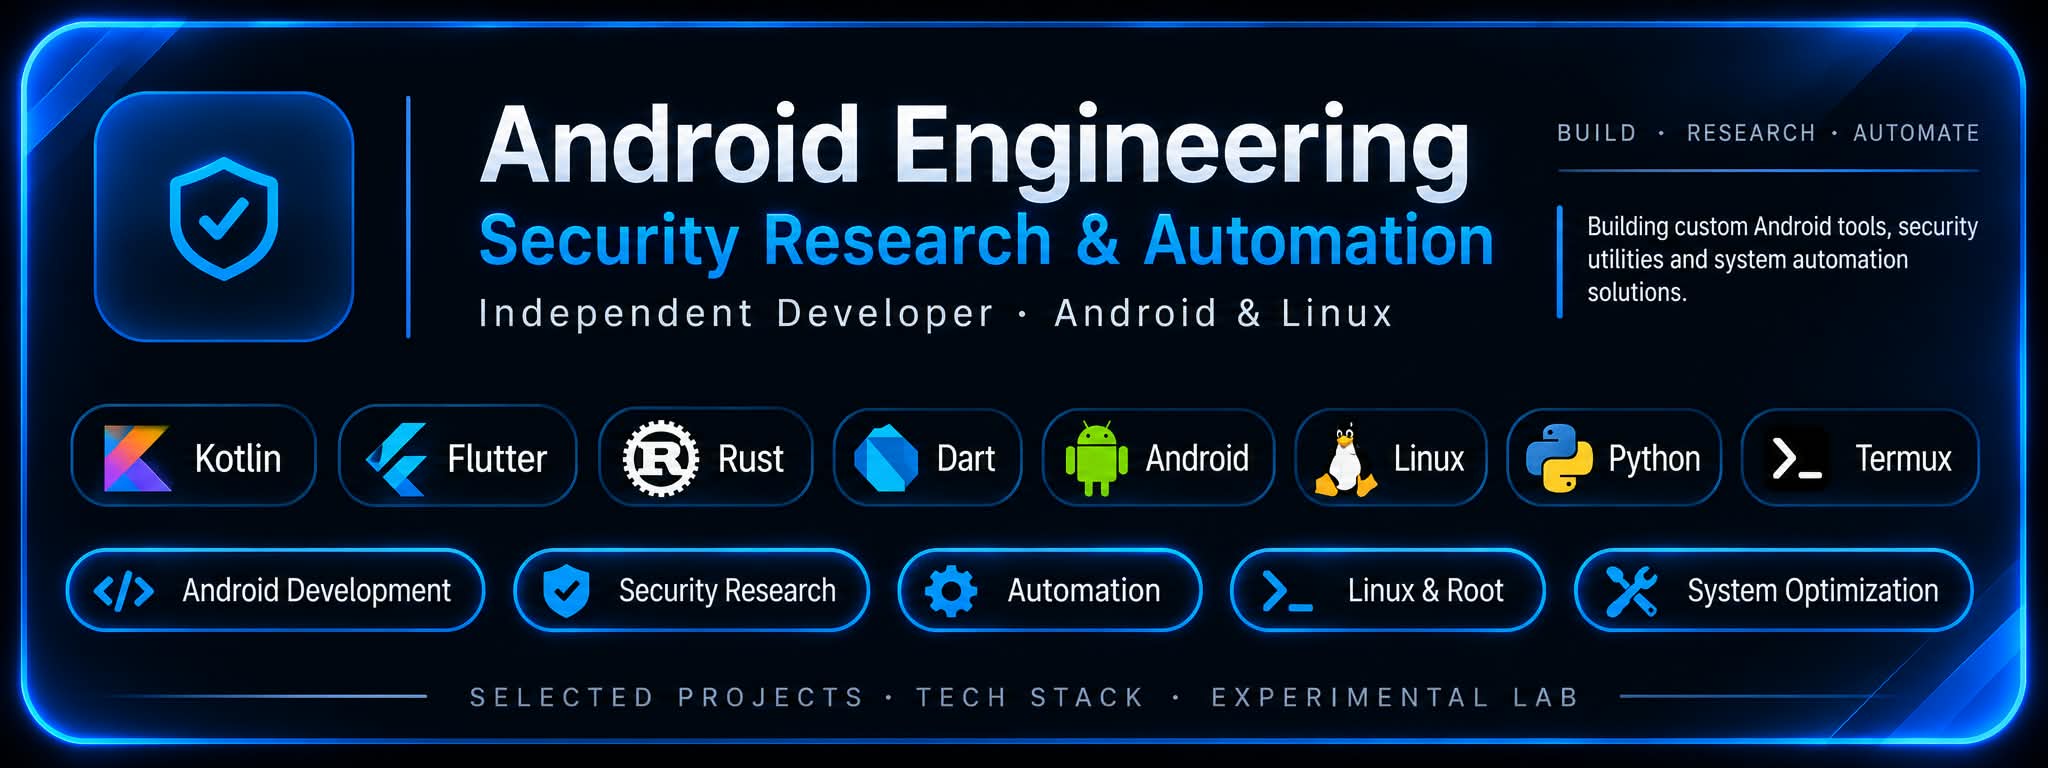 Android Engineering
Security Research & Automation
Independent Developer · Android & Linux
BUILD · RESEARCH · AUTOMATE
Building custom Android tools, security
utilities and system automation
solutions.
Kotlin
Flutter
R Rust
Dart
Android
Linux
Python
>_ Termux
</> Android Development
Security Research
Automation
>_ Linux & Root
System Optimization
SELECTED PROJECTS · TECH STACK · EXPERIMENTAL LAB